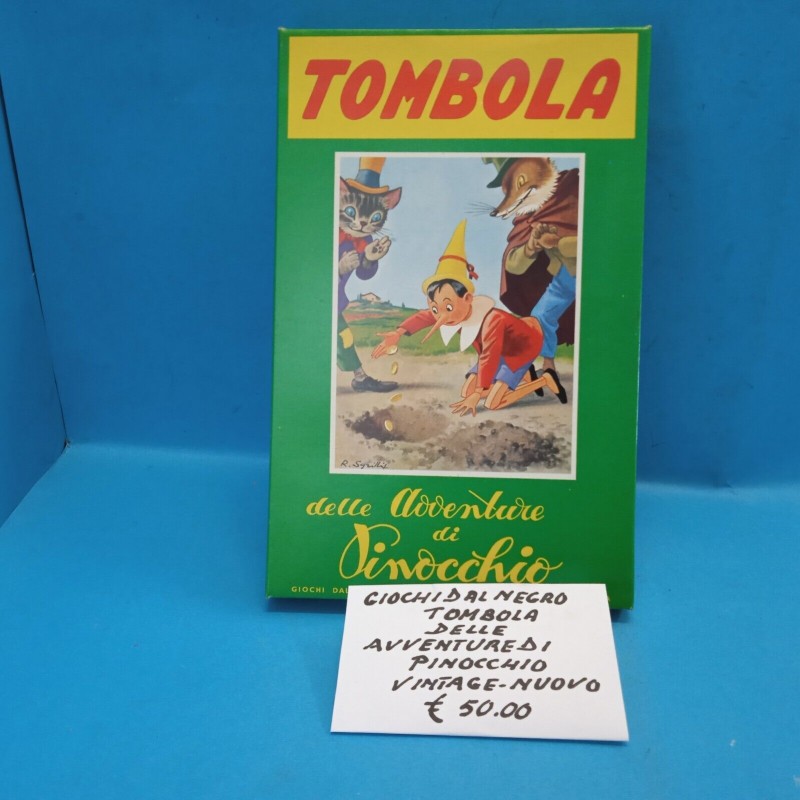 TOMBOLA
delle Avventure
di
Pinocchio
GIOCHI DAL
GIOCHI DAL NEGRO
TOMBOLA
DELLE
AVVENTURE DI
PINOCCHIO
VINTAGE-NUOVO
€ 50.00